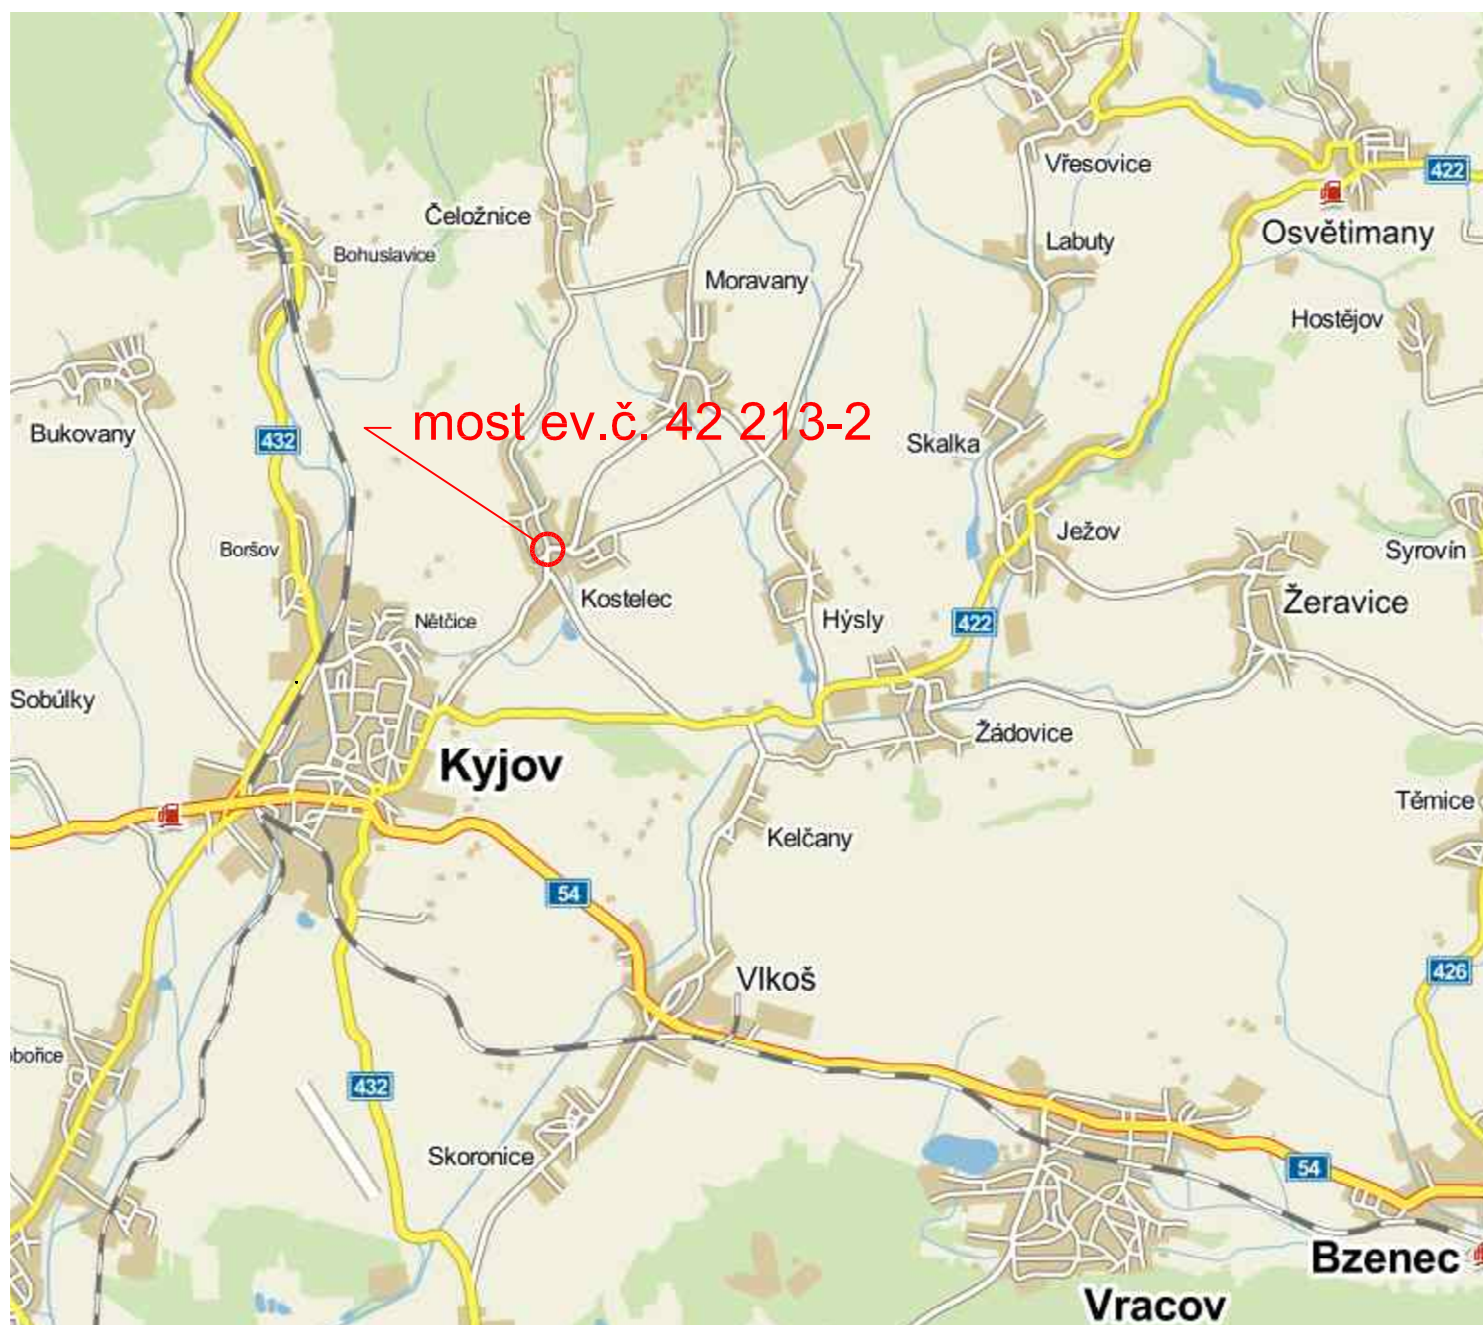 Vřesovice
422
Čeložnice
Osvětimany
Labuty
Bohuslavice
Moravany
Hostějov
most ev.č. 42 213-2
Bukovany
432
Skalka
Ježov
Boršov
Syrovín
Kostelec
Žeravice
Nětčice
Hýsly
422
Sobůlky
Žádovice
Kyjov
Těmice
Kelčany
54
Vlkoš
426
432
Skoronice
54
Bzenec
Vracov